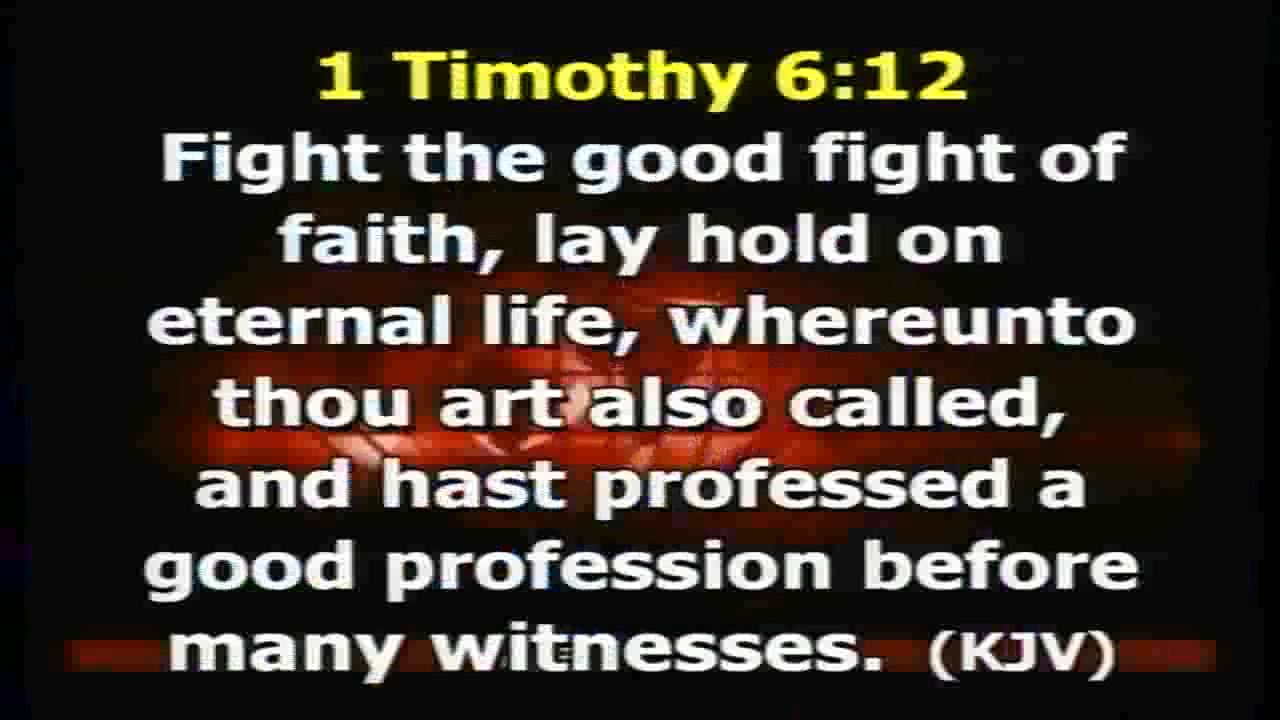 1 Timothy 6:12
Fight the good fight of
faith, lay hold on
eternal life, whereunto
thou art also called,
and hast professed a
good profession before
many witnesses. (KJV)